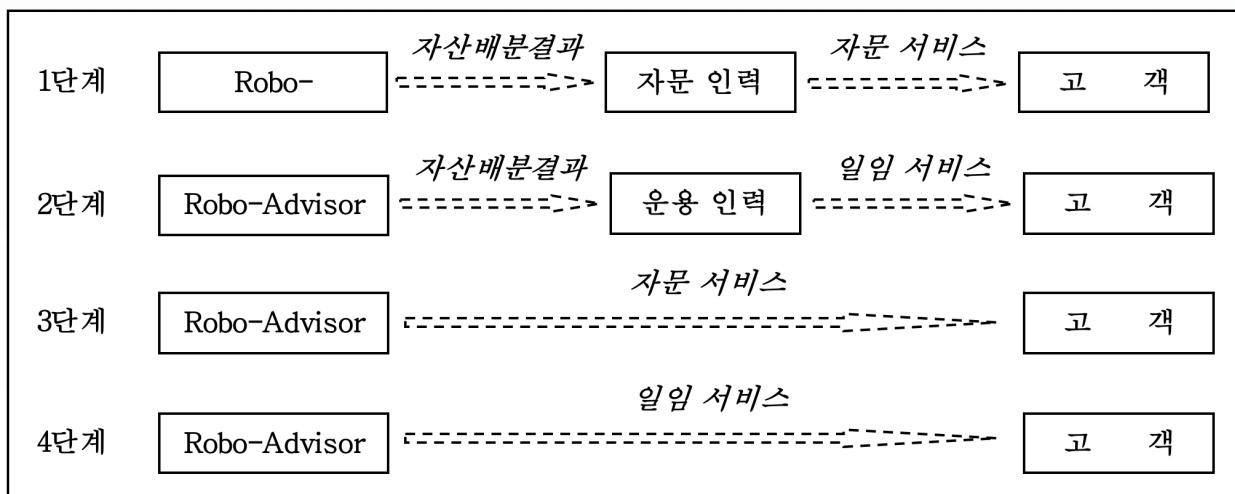 자산배분결과 자문 서비스
1단계 Robo- 자문 인력 고 객
자산배분결과 일임 서비스
2단계 Robo-Advisor 운용 인력 고 객
자문 서비스
3단계 Robo-Advisor 고 객
일임 서비스
4단계 Robo-Advisor 고 객